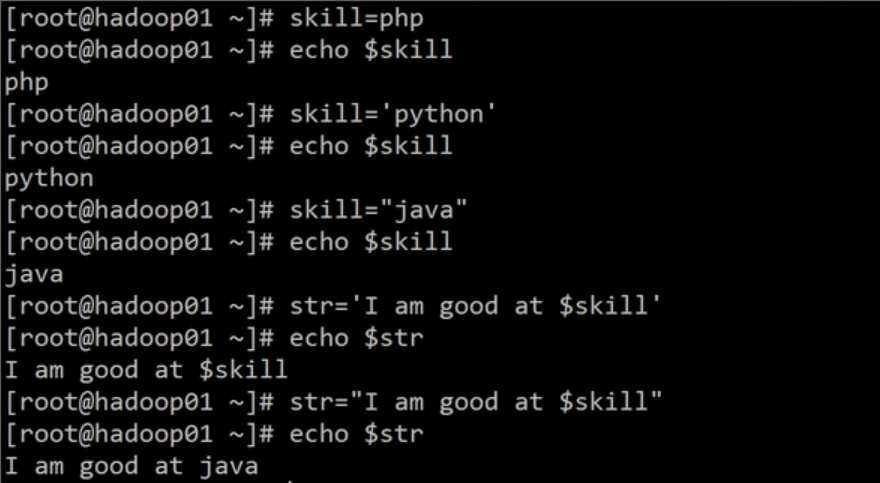 [root@hadoop01 ~]# skill=php
[root@hadoop01 ~]# echo $skill
php
[root@hadoop01 ~]# skill='python'
[root@hadoop01 ~]# echo $skill
python
[root@hadoop01 ~]# skill="java"
[root@hadoop01 ~]# echo $skill
java
[root@hadoop01 ~]# str='I am good at $skill'
[root@hadoop01 ~]# echo $str
I am good at $skill
[root@hadoop01 ~]# str="I am good at $skill"
[root@hadoop01 ~]# echo $str
I am good at java